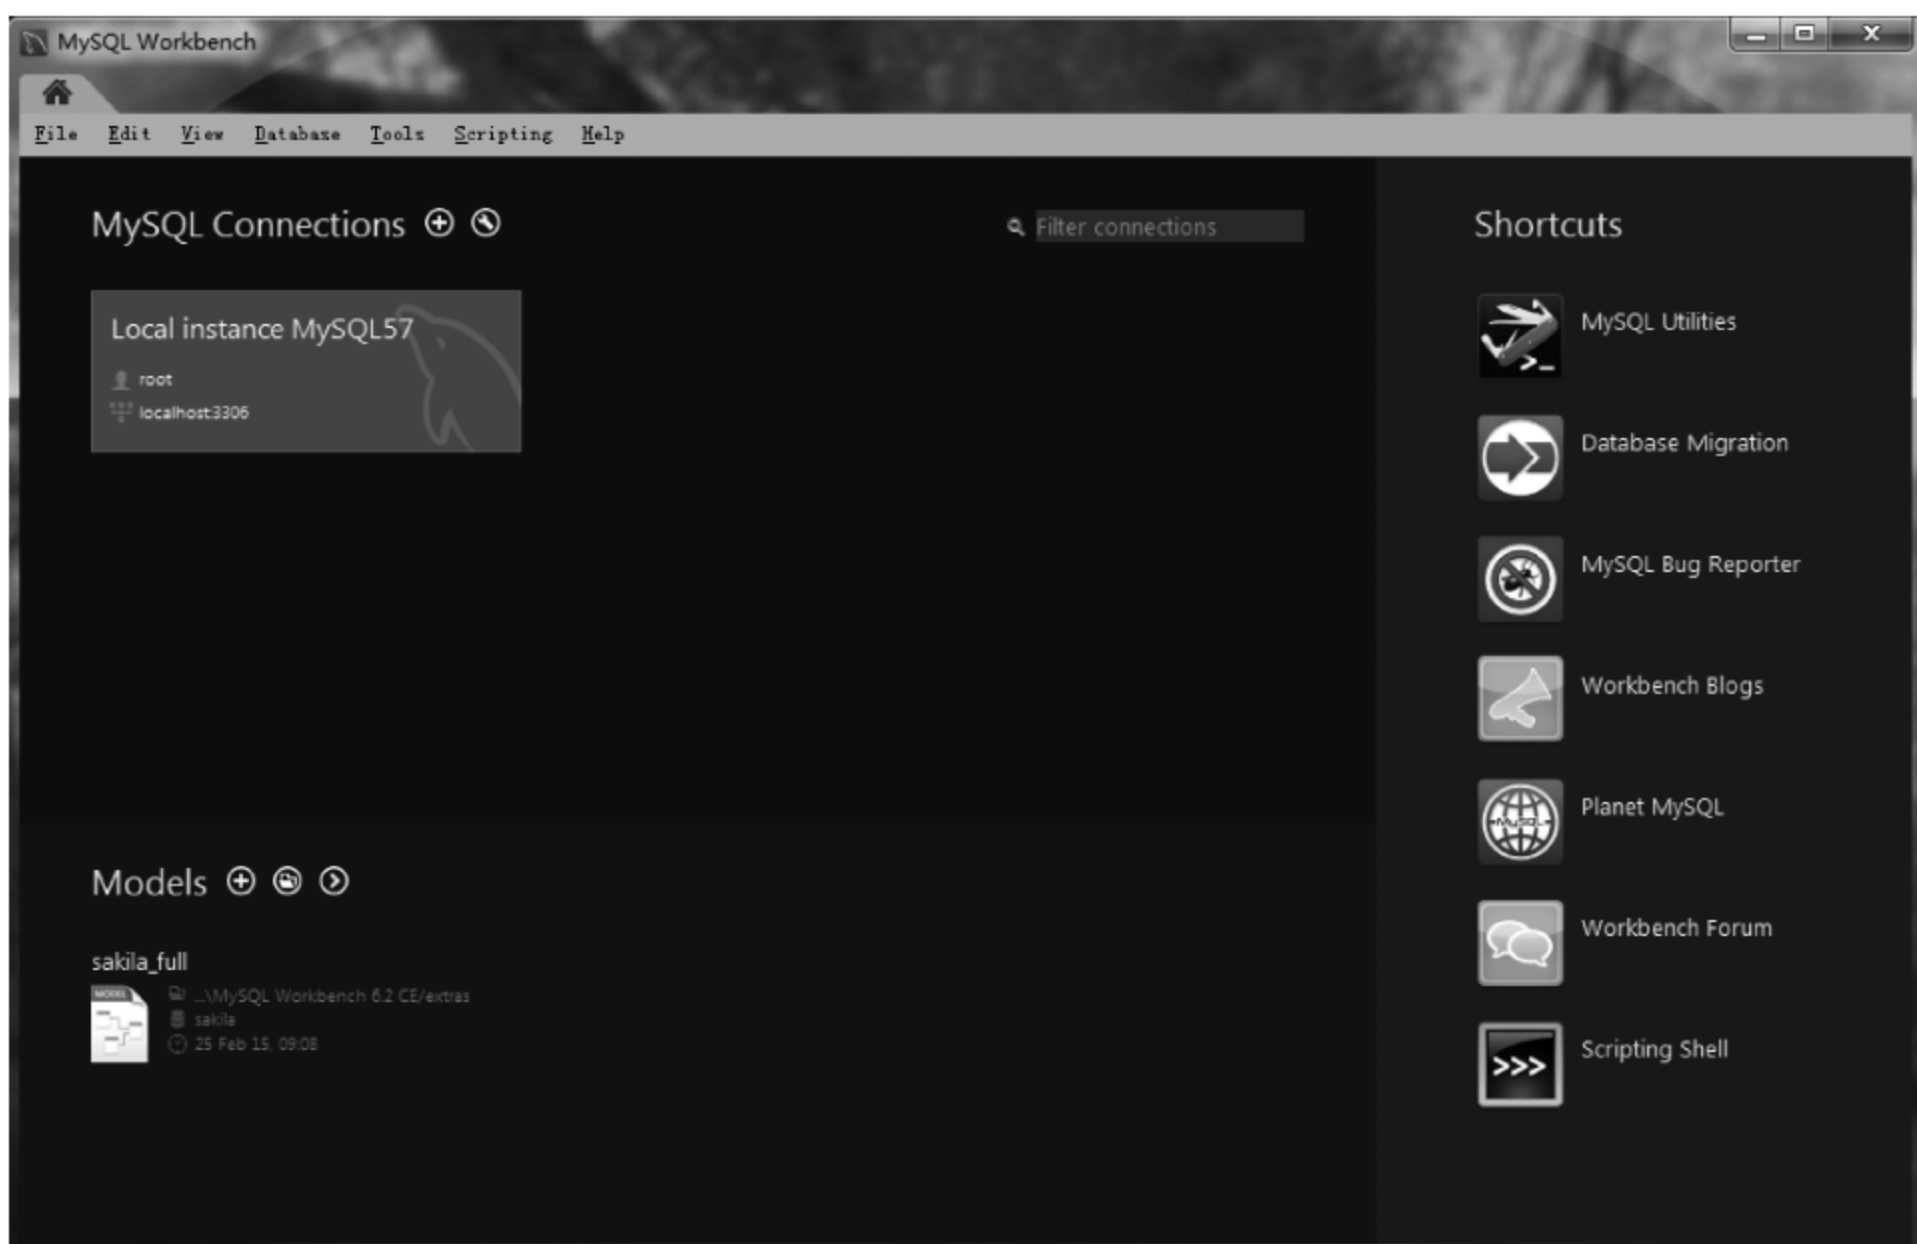 MySQL Workbench
File Edit View Database Tools Scripting Help
MySQL Connections
Filter connections
Local instance MySQL57
root
localhost:3306
Shortcuts
MySQL Utilities
>_
Database Migration
MySQL Bug Reporter
Workbench Blogs
MySQL
Planet MySQL
Workbench Forum
>>>
Scripting Shell
Models
sakila_full
MODEL
...\MySQL Workbench 6.2 CE/extras
sakila
25 Feb 15, 09:08